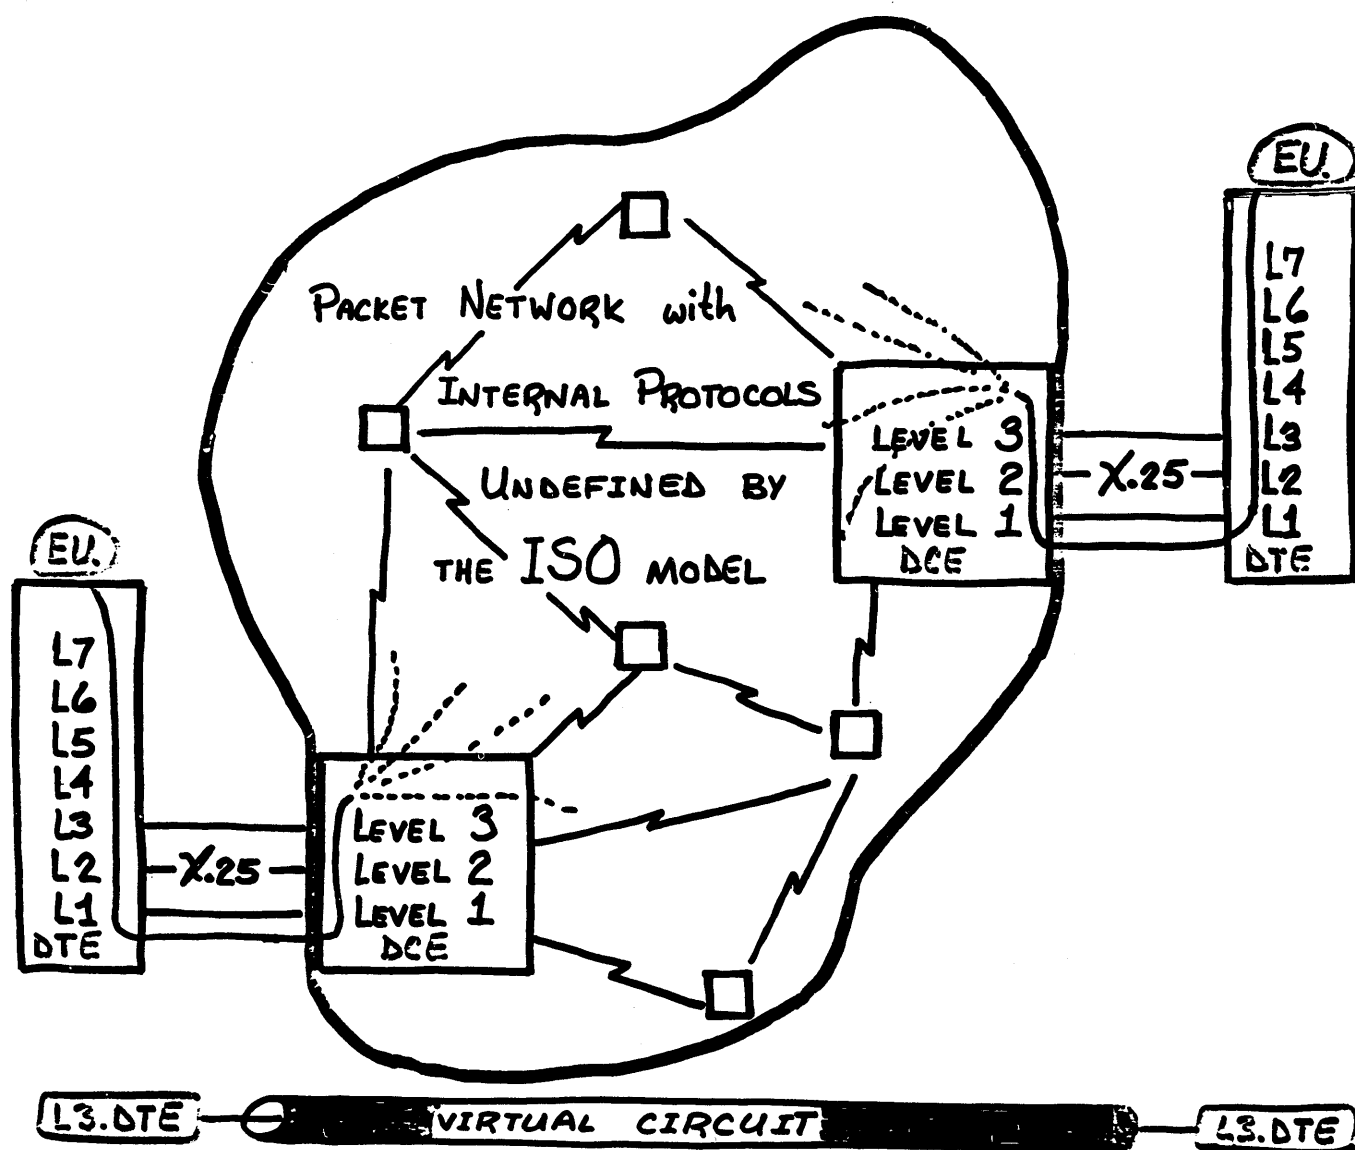 EU.
L7
L6
L5
L4
L3
L2
L1
DTE
X.25
LEVEL 3
LEVEL 2
LEVEL 1
DCE
PACKET NETWORK with
INTERNAL PROTOCOLS
UNDEFINED BY
THE ISO MODEL
EU.
L7
L6
L5
L4
L3
L2
L1
DTE
X.25
LEVEL 3
LEVEL 2
LEVEL 1
DCE
L3.DTE
VIRTUAL CIRCUIT
L3.DTE